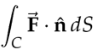 ∫_C F⃗ · n̂ dS